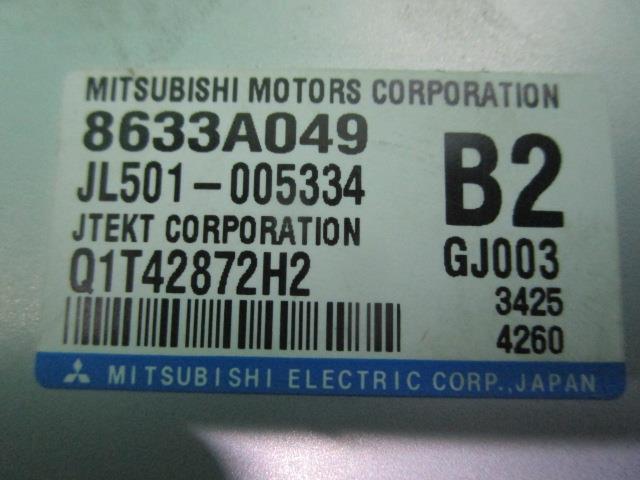 MITSUBISHI MOTORS CORPORATION
8633A049
JL501-005334
B2
JTEKT CORPORATION
GJ003
Q1T42872H2
3425
4260
MITSUBISHI ELECTRIC CORP.,JAPAN